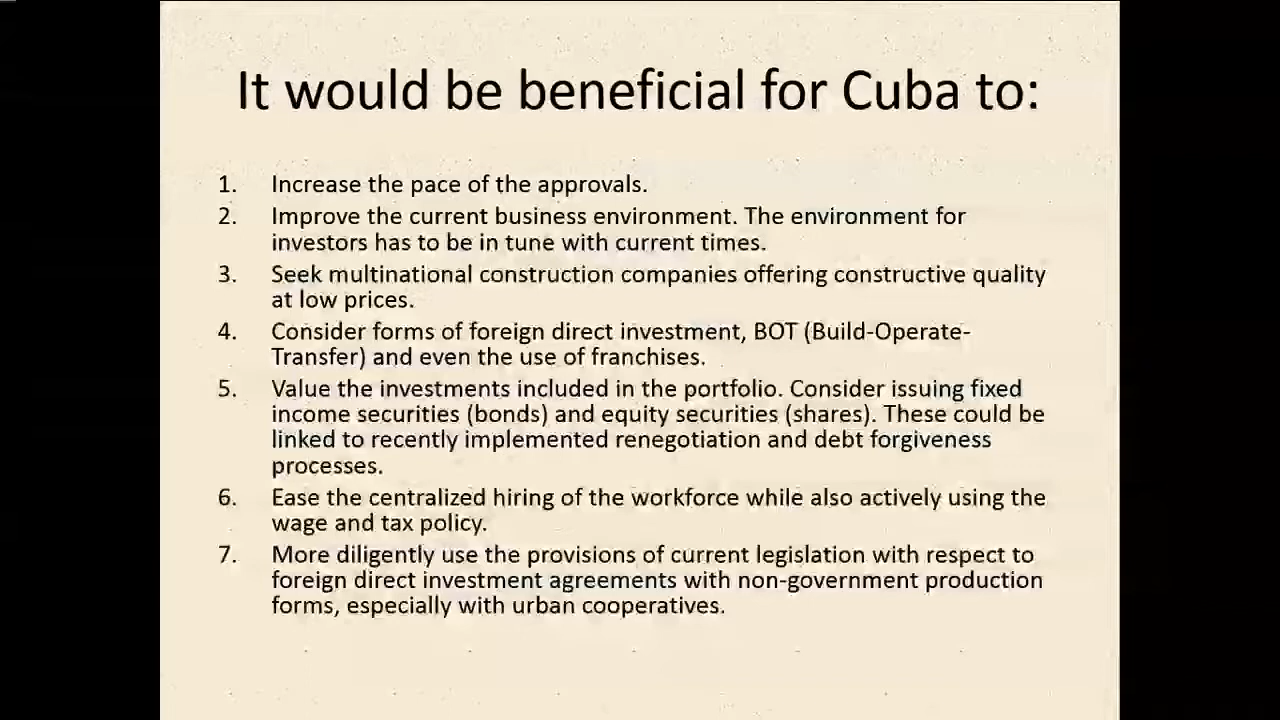 It would be beneficial for Cuba to:
1. Increase the pace of the approvals.
2. Improve the current business environment. The environment for
investors has to be in tune with current times.
3. Seek multinational construction companies offering constructive quality
at low prices.
4. Consider forms of foreign direct investment, BOT (Build-Operate-
Transfer) and even the use of franchises.
5. Value the investments included in the portfolio. Consider issuing fixed
income securities (bonds) and equity securities (shares). These could be
linked to recently implemented renegotiation and debt forgiveness
processes.
6. Ease the centralized hiring of the workforce while also actively using the
wage and tax policy.
7. More diligently use the provisions of current legislation with respect to
foreign direct investment agreements with non-government production
forms, especially with urban cooperatives.